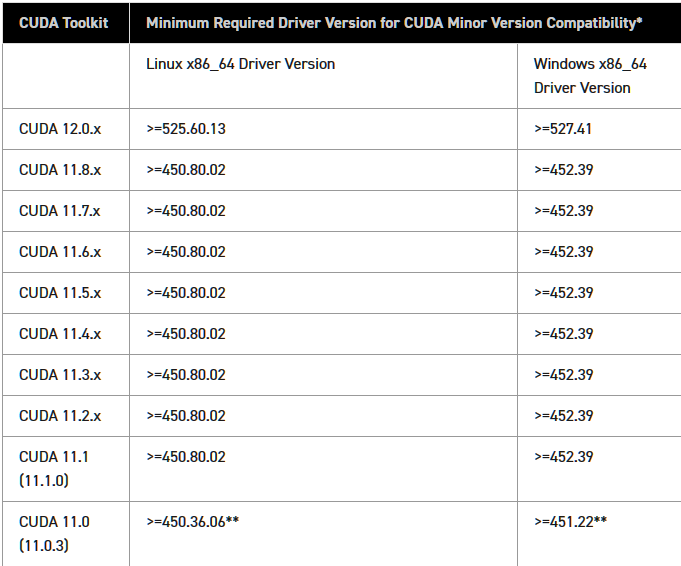 CUDA Toolkit Minimum Required Driver Version for CUDA Minor Version Compatibility*
Linux x86_64 Driver Version Windows x86_64
Driver Version
CUDA 12.0.x >=525.60.13 >=527.41
CUDA 11.8.x >=450.80.02 >=452.39
CUDA 11.7.x >=450.80.02 >=452.39
CUDA 11.6.x >=450.80.02 >=452.39
CUDA 11.5.x >=450.80.02 >=452.39
CUDA 11.4.x >=450.80.02 >=452.39
CUDA 11.3.x >=450.80.02 >=452.39
CUDA 11.2.x >=450.80.02 >=452.39
CUDA 11.1 >=450.80.02 >=452.39
(11.1.0)
CUDA 11.0 >=450.36.06** >=451.22**
(11.0.3)